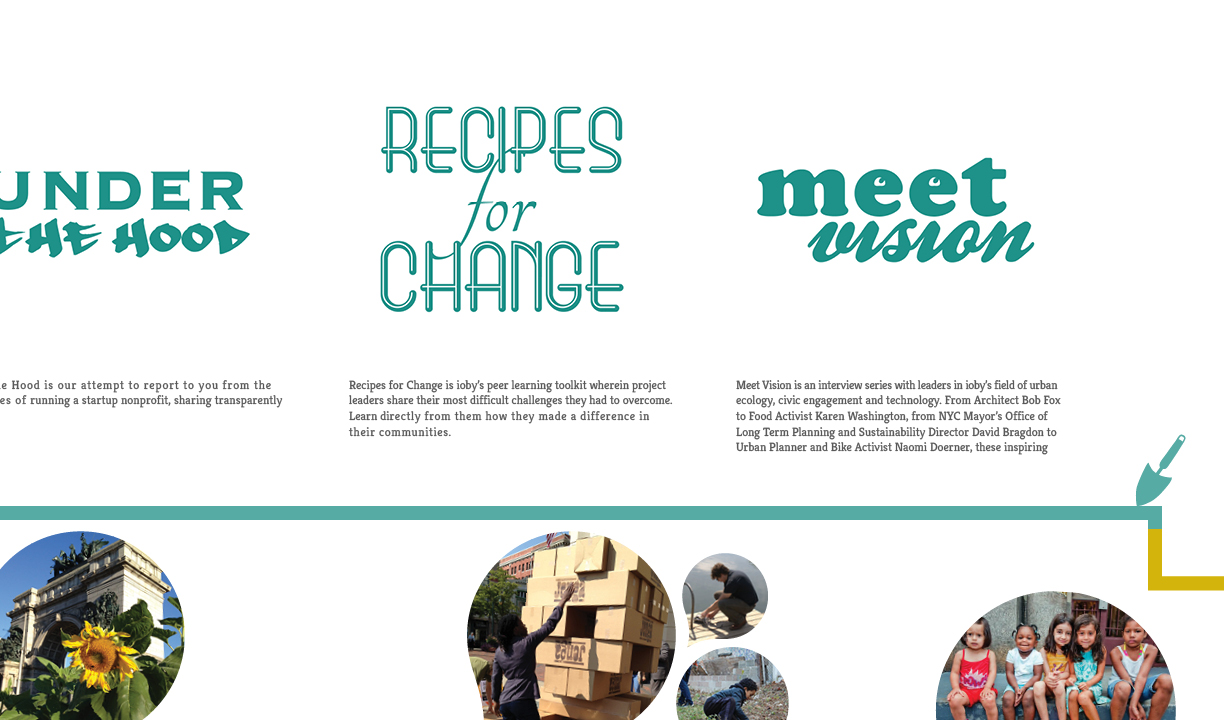 UNDER
THE HOOD
RECIPES
for
CHANGE
meet
vision
Hood is our attempt to report to you from the
of running a startup nonprofit, sharing transparently
Recipes for Change is ioby's peer learning toolkit wherein project
leaders share their most difficult challenges they had to overcome.
Learn directly from them how they made a difference in
their communities.
Meet Vision is an interview series with leaders in ioby's field of urban
ecology, civic engagement and technology. From Architect Bob Fox
to Food Activist Karen Washington, from NYC Mayor's Office of
Long Term Planning and Sustainability Director David Bragdon to
Urban Planner and Bike Activist Naomi Doerner, these inspiring